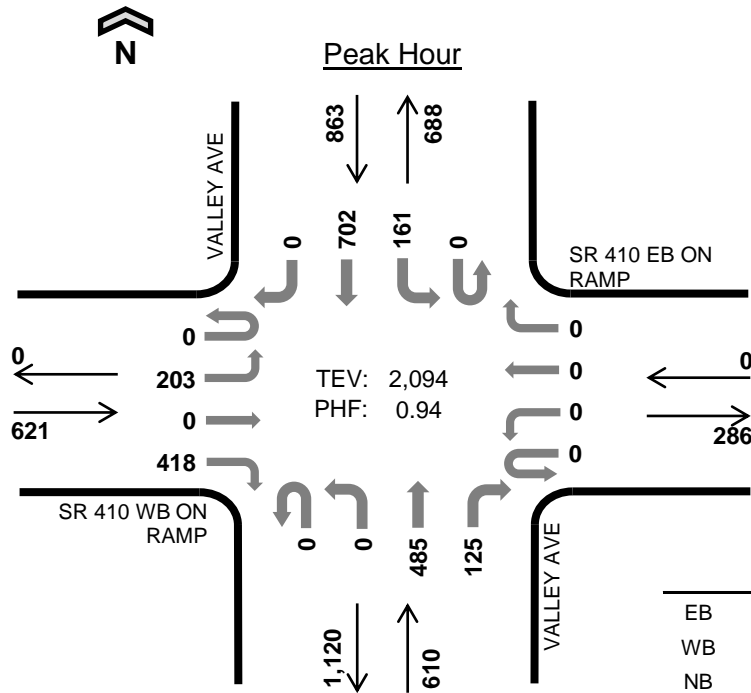 N
Peak Hour
863
688
VALLEY AVE
0
702
161
0
SR 410 EB ON
RAMP
0
203
0
418
0
621
TEV: 2,094
PHF: 0.94
0
0
0
0
0
286
SR 410 WB ON
RAMP
0
0
485
125
VALLEY AVE
1,120
610
EB
WB
NB